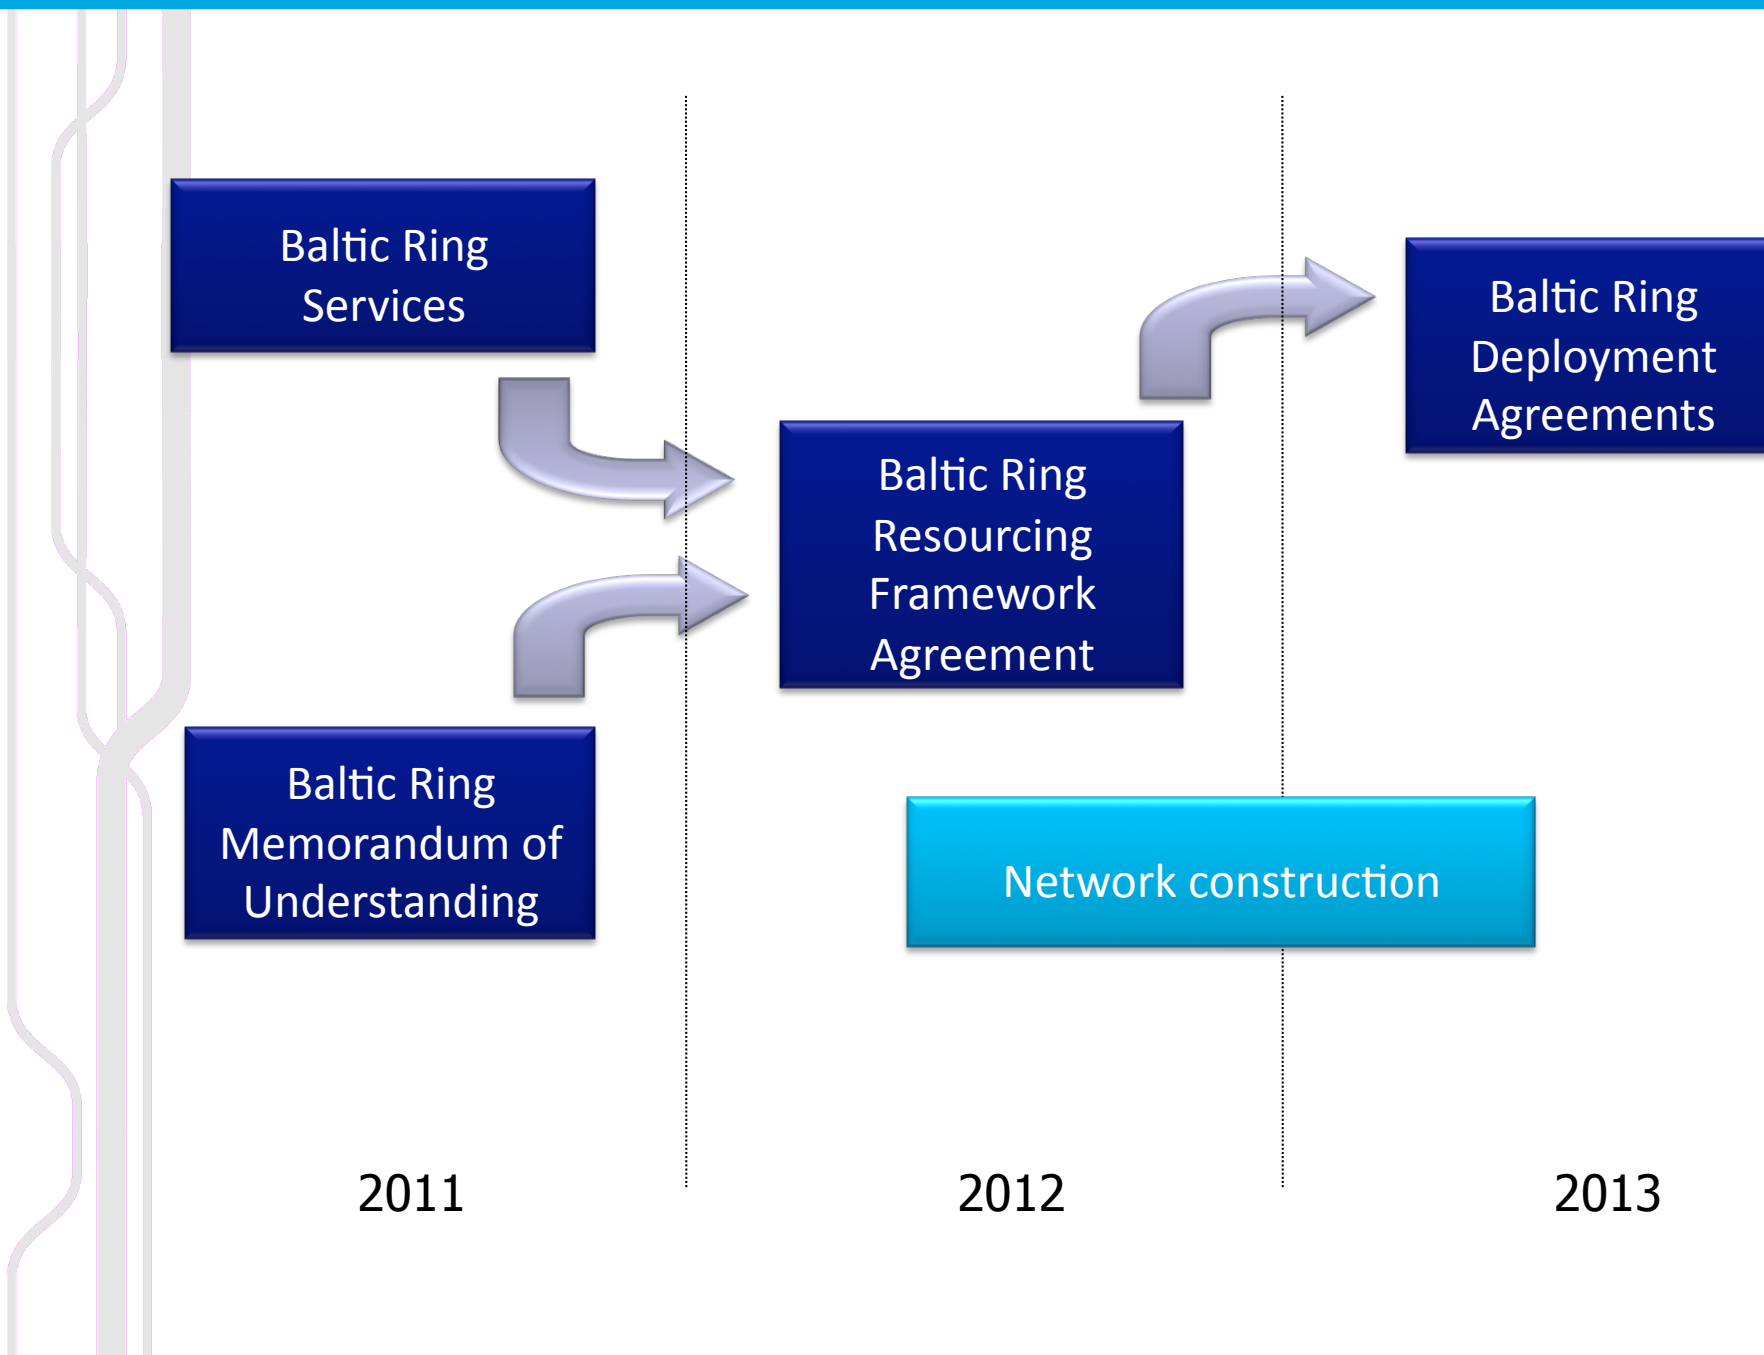 Baltic Ring
Services
Baltic Ring
Memorandum of
Understanding
Baltic Ring
Resourcing
Framework
Agreement
Baltic Ring
Deployment
Agreements
Network construction
2011
2012
2013